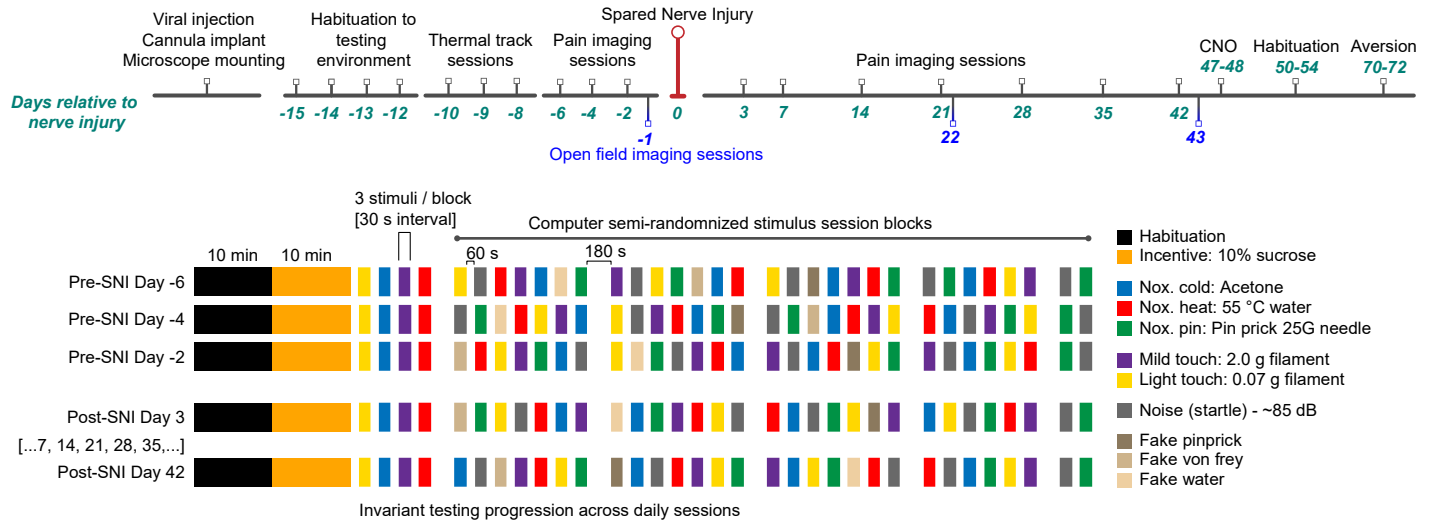 Spared Nerve Injury
Viral injection
Cannula implant
Microscope mounting
Habituation to
testing
environment
Thermal track
sessions
Pain imaging
sessions
Pain imaging sessions
CNO
47-48
Habituation
50-54
Aversion
70-72
Days relative to
nerve injury
-15 -14 -13 -12 -10 -9 -8 -6 -4 -2 0 3 7 14 21 28 35 42
-1 22 43
Open field imaging sessions
3 stimuli / block
[30 s interval]
Computer semi-randomnized stimulus session blocks
10 min 10 min 60 s 180 s
Pre-SNI Day -6
Pre-SNI Day -4
Pre-SNI Day -2
Post-SNI Day 3
[...7, 14, 21, 28, 35,...]
Post-SNI Day 42
Invariant testing progression across daily sessions
Habituation
Incentive: 10% sucrose
Nox. cold: Acetone
Nox. heat: 55 °C water
Nox. pin: Pin prick 25G needle
Mild touch: 2.0 g filament
Light touch: 0.07 g filament
Noise (startle) - ~85 dB
Fake pinprick
Fake von frey
Fake water